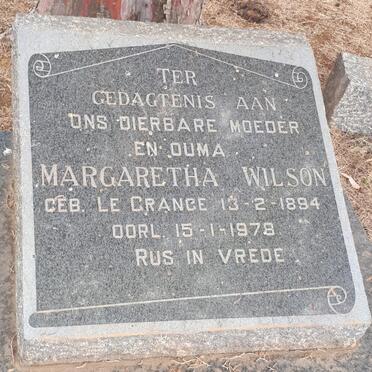 TER
GEDAGTENIS AAN
ONS DIERBARE MOEDER
EN OUMA
MARGARETHA WILSON
GEB. LE GRANGE 13-2-1894
OORL. 15-1-1979
RUS IN VREDE